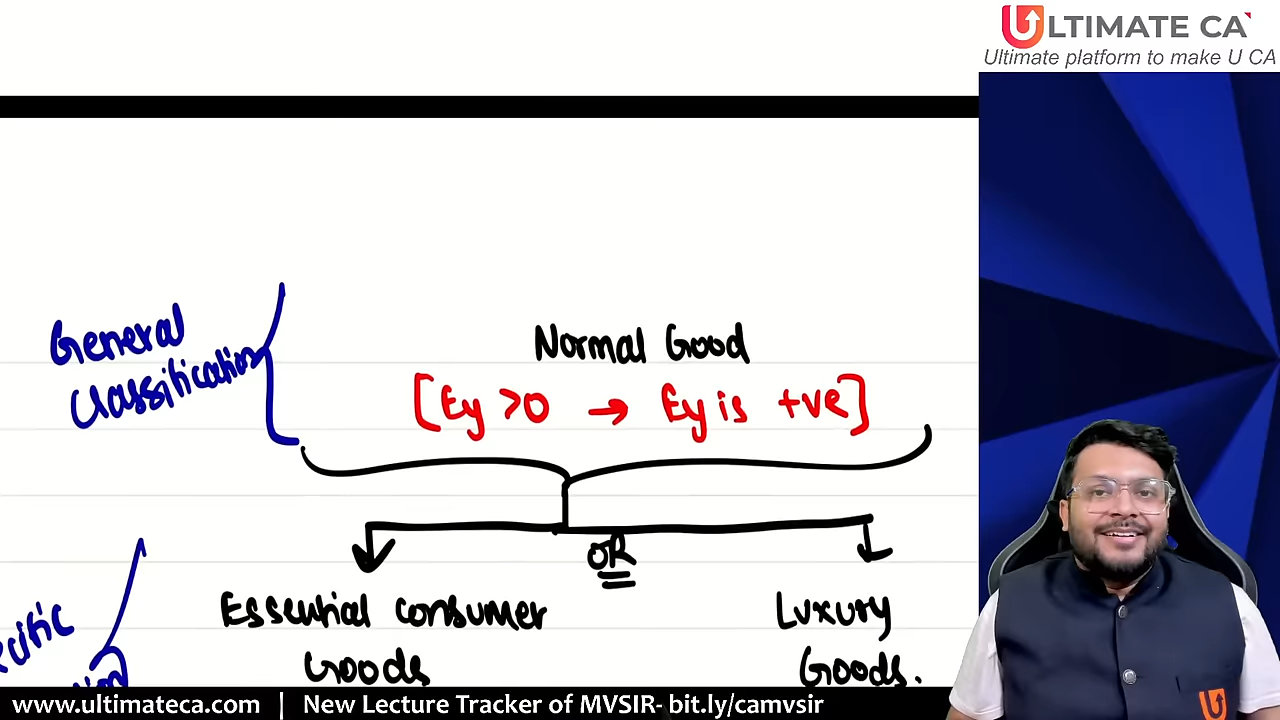 ULTIMATE CA
Ultimate platform to make U CA
General
Classification
Normal Good
[Ey >0 → Ey is +ve]
OR
Essential consumer
Goods
Luxury
Goods.
www.ultimateca.com | New Lecture Tracker of MVSIR- bit.ly/camvsir